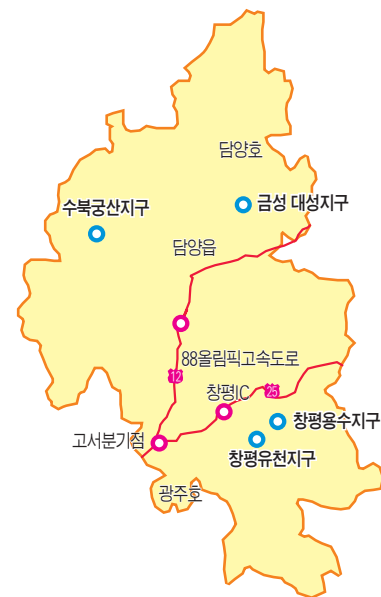 담양호
금성 대성지구
수북궁산지구
담양읍
88올림픽고속도로
12
창평IC
25
창평용수지구
고서분기점
창평유천지구
광주호